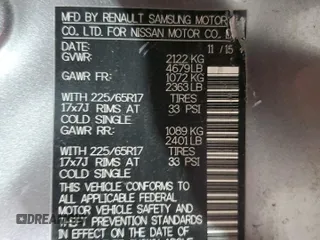 MFD BY RENAULT SAMSUNG MOTOR
CO., LTD. FOR NISSAN MOTOR CO.,
DATE: 11 / 15
GVWR: 2122 KG
4679 LB
GAWR FR: 1072 KG
2363 LB
WITH 225/65R17 TIRES
17x7J RIMS AT 33 PSI
COLD SINGLE
GAWR RR: 1089 KG
2401 LB
WITH 225/65R17 TIRES
17x7J RIMS AT 33 PSI
COLD SINGLE
THIS VEHICLE CONFORMS TO
ALL APPLICABLE FEDERAL
MOTOR VEHICLE SAFETY AND
THEFT PREVENTION STANDARDS
IN EFFECT ON THE DATE OF